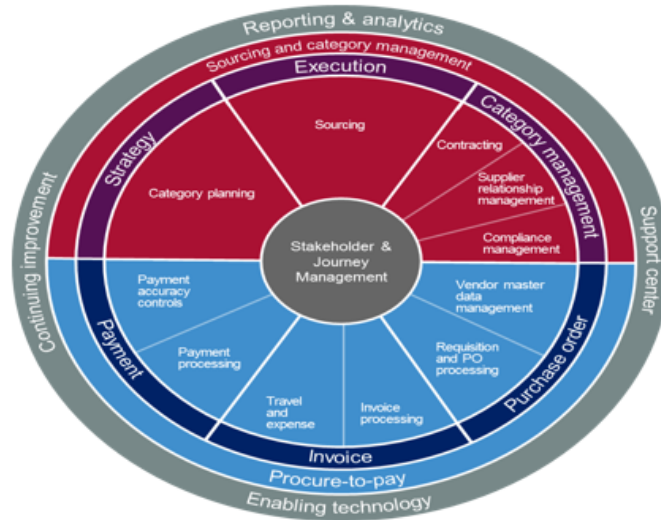 Reporting & analytics
Sourcing and category management
Execution
Strategy
Category management
Sourcing
Contracting
Category planning
Supplier
relationship
management
Compliance
management
Continuing improvement
Support center
Stakeholder &
Journey
Management
Payment
accuracy
controls
Vendor master
data
management
Payment
processing
Requisition
and PO
processing
Travel
and
expense
Invoice
processing
Payment
Purchase order
Invoice
Procure-to-pay
Enabling technology